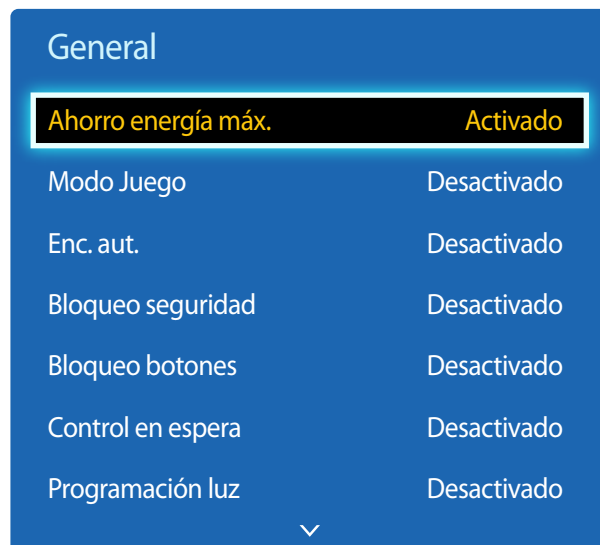 General
Ahorro energía máx. Activado
Modo Juego Desactivado
Enc. aut. Desactivado
Bloqueo seguridad Desactivado
Bloqueo botones Desactivado
Control en espera Desactivado
Programación luz Desactivado